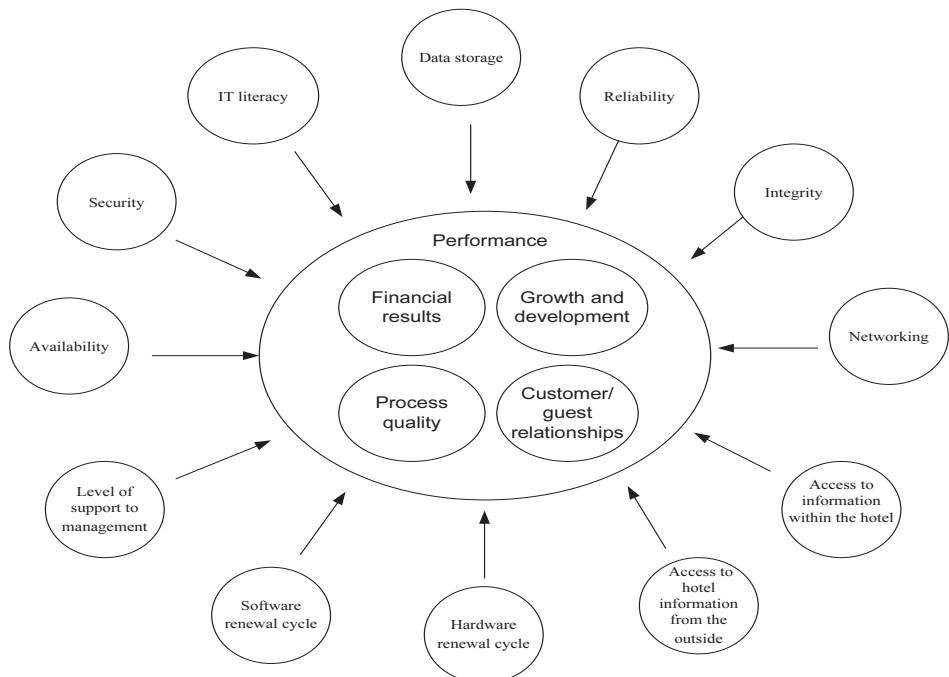 Data storage
IT literacy
Reliability
Security
Integrity
Performance
Financial
results
Growth and
development
Availability
Networking
Process
quality
Customer/
guest
relationships
Level of
support to
management
Access to
information
within the hotel
Software
renewal cycle
Hardware
renewal cycle
Access to
hotel
information
from the
outside